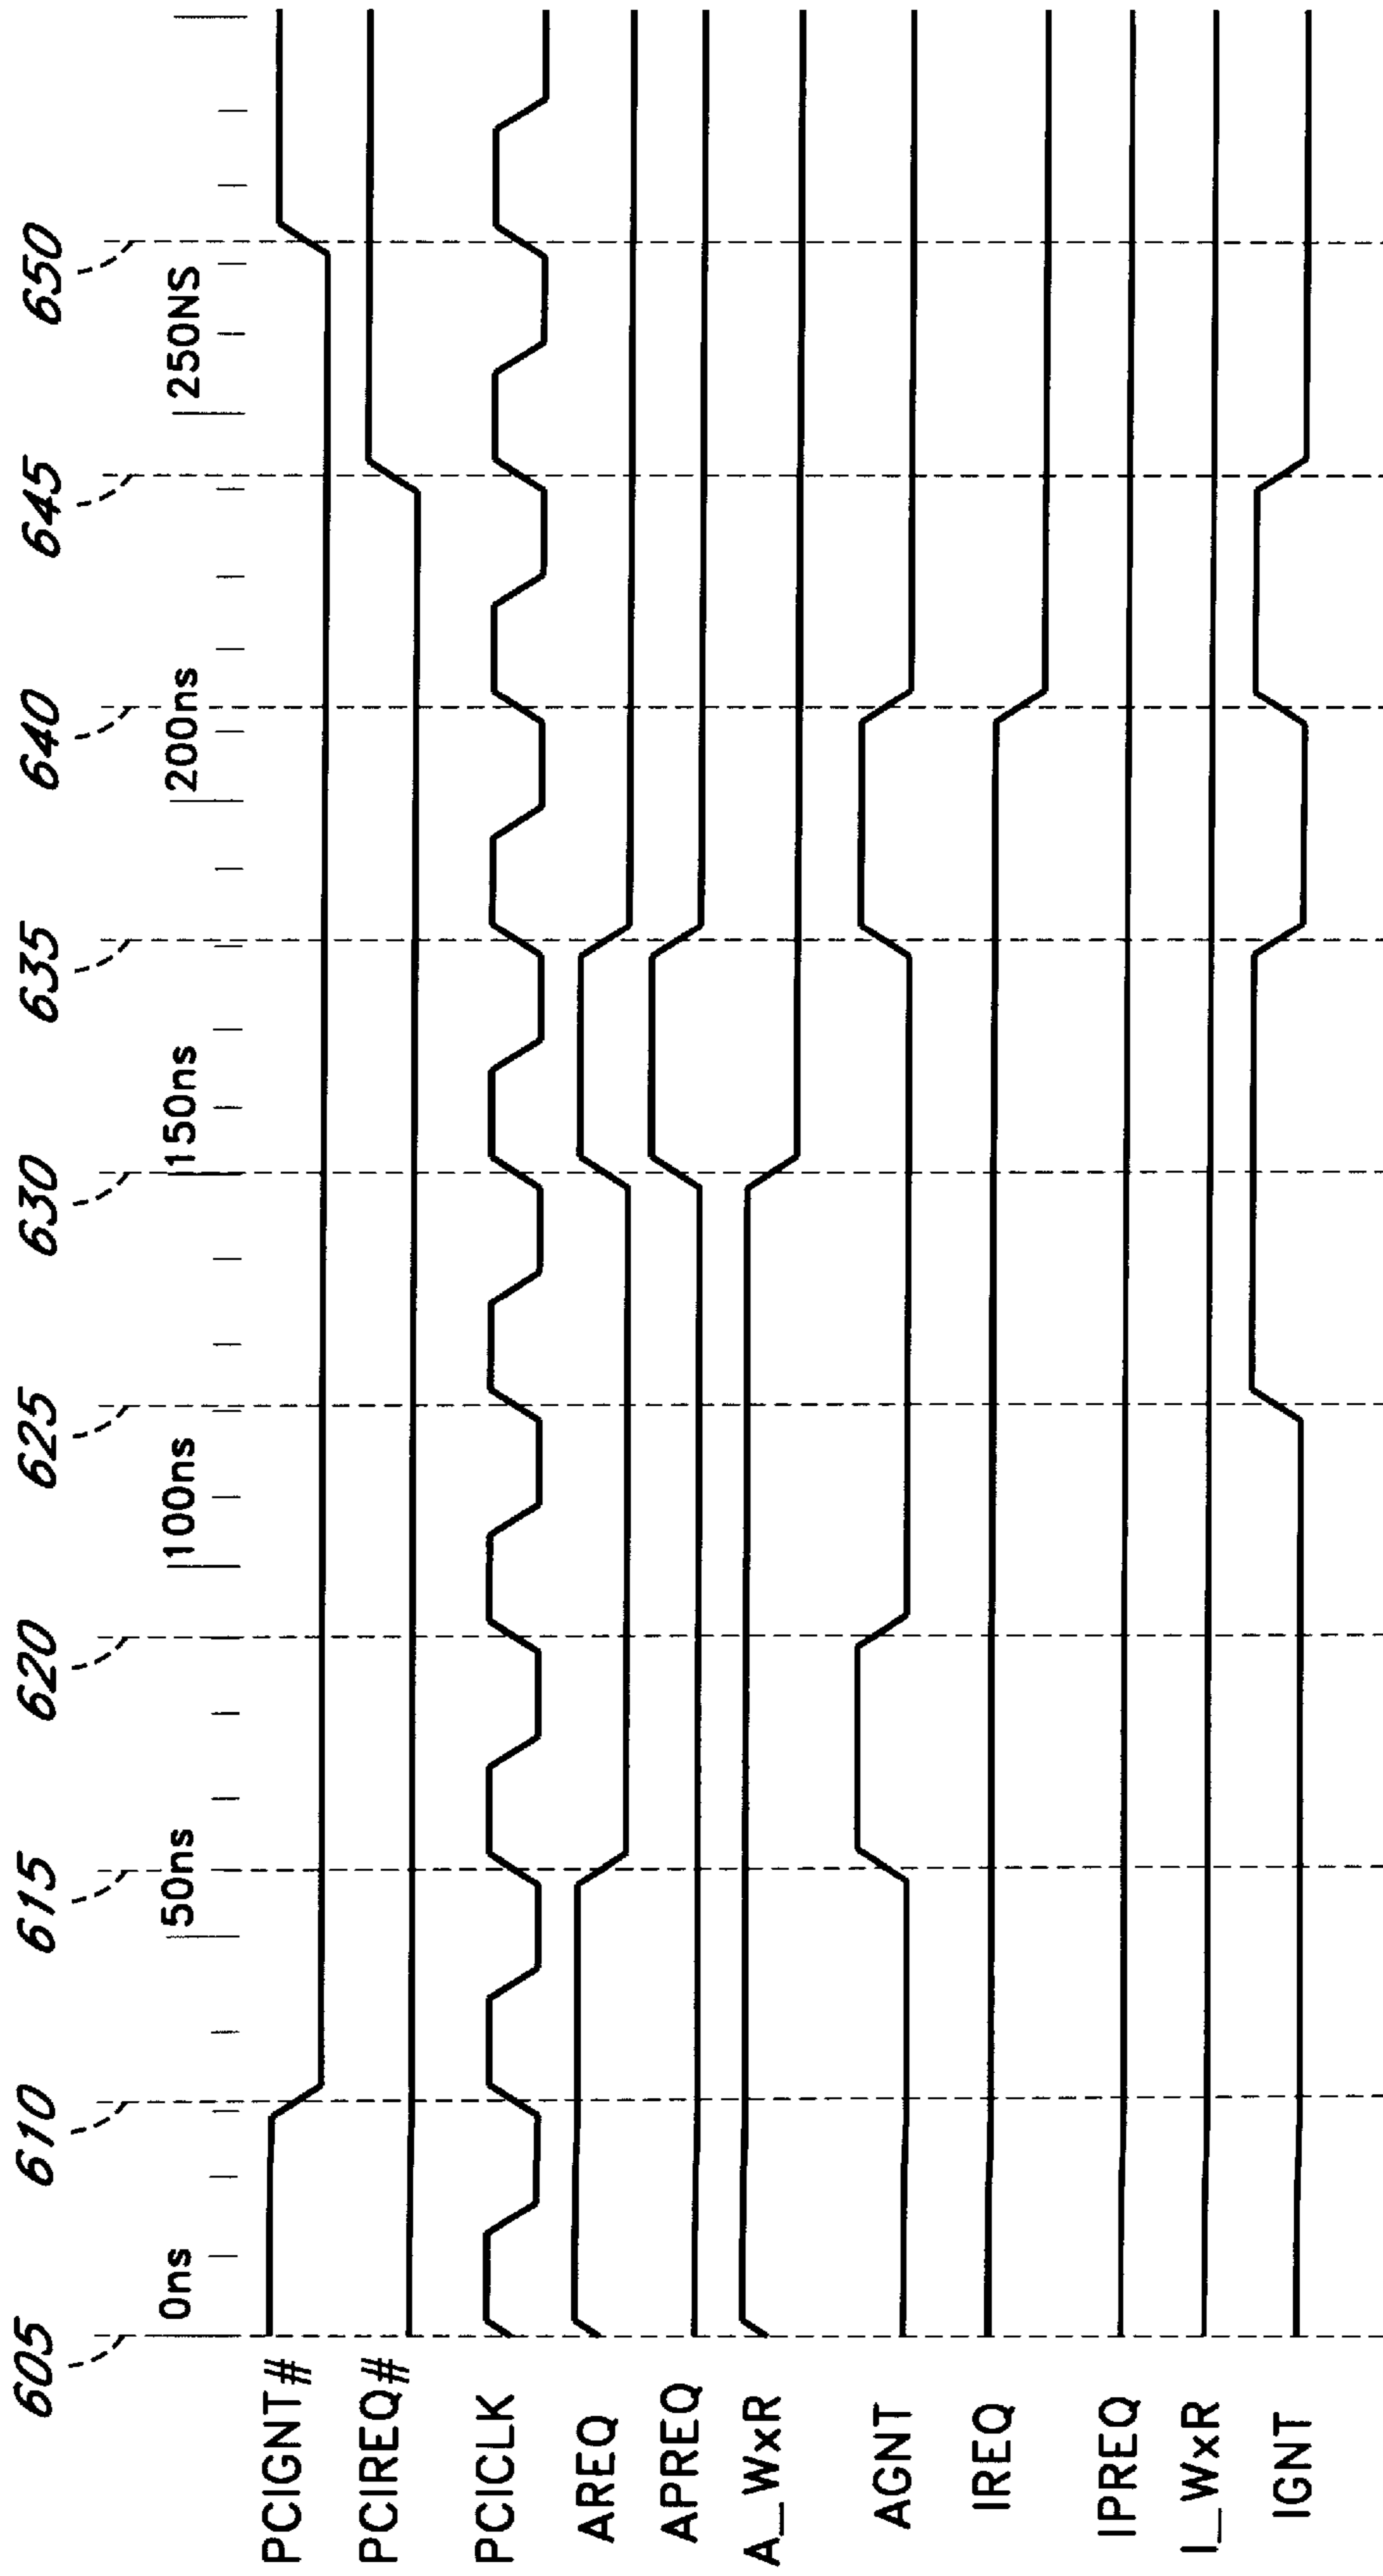 605 610 615 620 625 630 635 640 645 650
0ns 50ns 100ns 150ns 200ns 250NS
PCIGNT#
PCIREQ#
PCICLK
AREQ
APREQ
A_WxR
AGNT
IREQ
IPREQ
I_WxR
IGNT